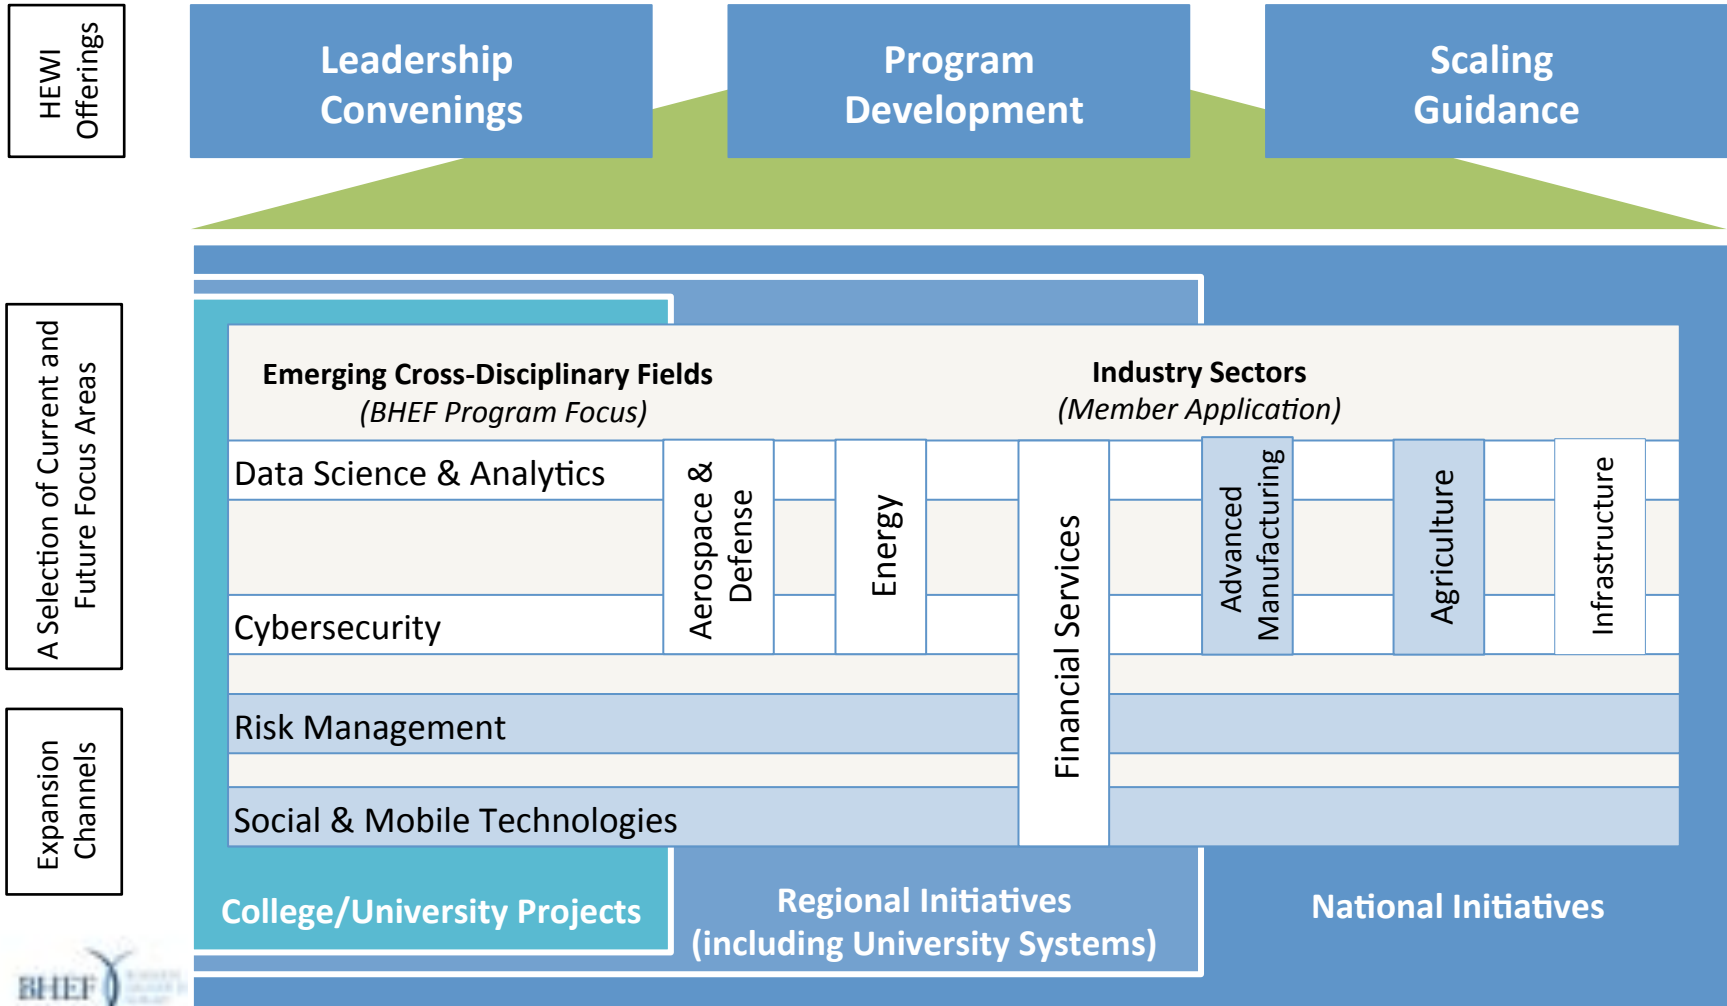 HEWI
Offerings
Leadership
Convenings
Program
Development
Scaling
Guidance
A Selection of Current and
Future Focus Areas
Emerging Cross-Disciplinary Fields
(BHEF Program Focus)
Industry Sectors
(Member Application)
Data Science & Analytics
Cybersecurity
Risk Management
Social & Mobile Technologies
Aerospace &
Defense
Energy
Financial Services
Advanced
Manufacturing
Agriculture
Infrastructure
Expansion
Channels
College/University Projects
Regional Initiatives
(including University Systems)
National Initiatives
BHEF